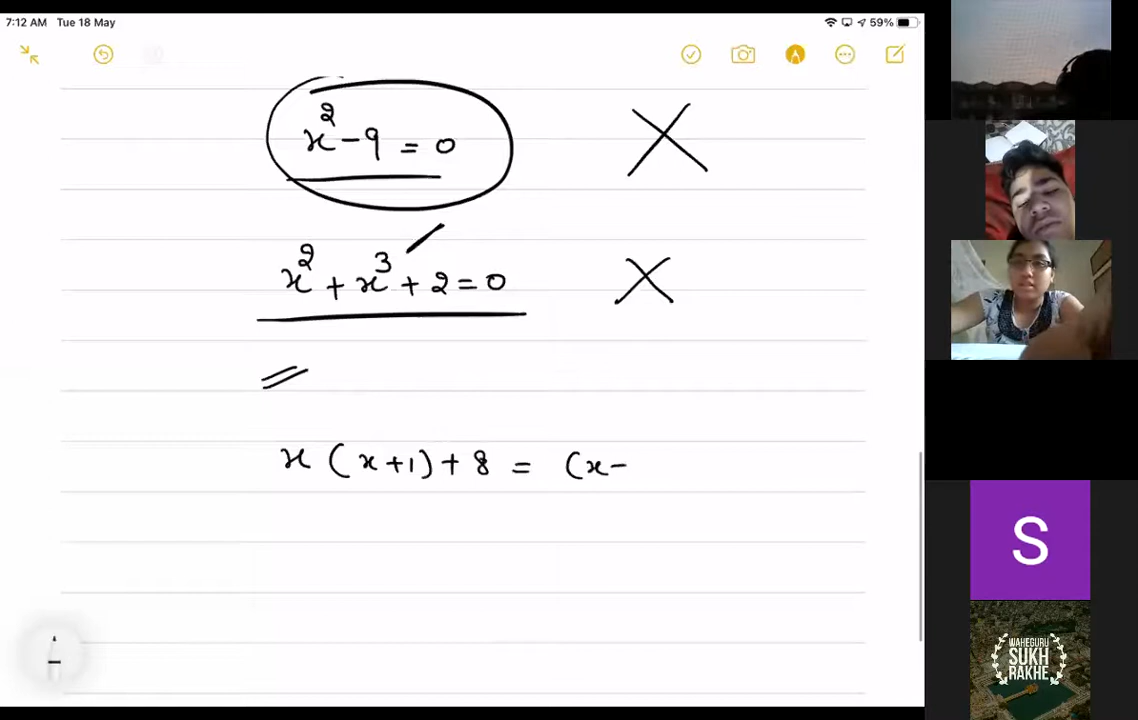 7:12 AM Tue 18 May
59%
x² - 9 = 0
x² + x³ + 2 = 0
x (x+1) + 8 = (x-
S
WAHEGURU
SUKH
RAKHE